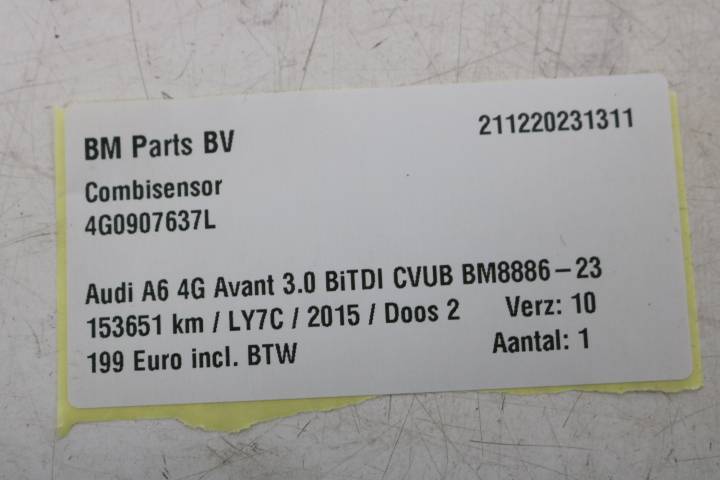 BM Parts BV 211220231311
Combisensor
4G0907637L
Audi A6 4G Avant 3.0 BiTDI CVUB BM8886-23
153651 km / LY7C / 2015 / Doos 2 Verz: 10
199 Euro incl. BTW Aantal: 1